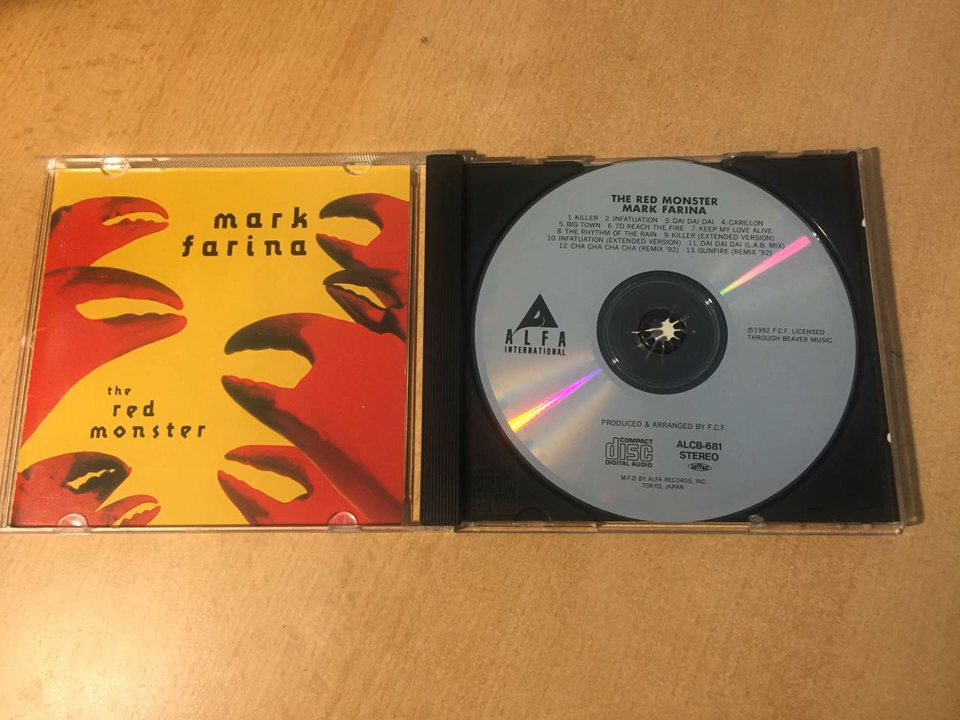 mark
farina
the
red
monster
THE RED MONSTER
MARK FARINA
1. KILLER 2. INFATUATION 3. DAI DAI DAI 4. CARILLON
5. BIG TOWN 6. TO REACH THE FIRE 7. KEEP MY LOVE ALIVE
8. THE RHYTHM OF THE RAIN 9. KILLER (EXTENDED VERSION)
10. INFATUATION (EXTENDED VERSION) 11. DAI DAI DAI (L.A.B. MIX)
12. CHA CHA CHA CHA (REMIX '92) 13. GUNFIRE (REMIX '92)
ALFA
INTERNATIONAL
℗1992 F.C.F. LICENSED
THROUGH BEAVER MUSIC
PRODUCED & ARRANGED BY F.C.F.
COMPACT
disc
DIGITAL AUDIO
ALCB-681
STEREO
M.F.D BY ALFA RECORDS, INC.
TOKYO, JAPAN